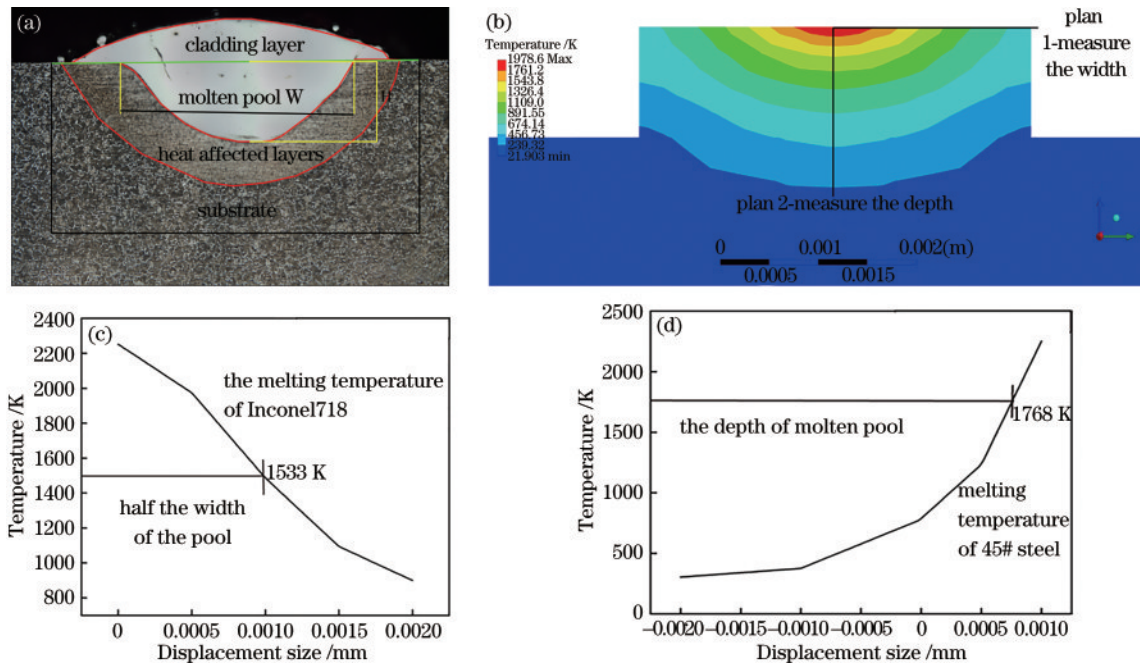 (a)
cladding layer
molten pool W
H
heat affected layers
substrate
(b)
Temperature /K
1978.6 Max
1761.2
1543.8
1326.4
1109.0
891.55
674.14
456.73
239.32
21.903 min
plan
1-measure
the width
plan 2-measure the depth
0 0.001 0.002(m)
0.0005 0.0015
(c)
Temperature /K
2400
2200
2000
1800
1600
1400
1200
1000
800
the melting temperature
of Inconel718
1533 K
half the width
of the pool
0 0.0005 0.0010 0.0015 0.0020
Displacement size /mm
(d)
Temperature /K
2500
2000
1500
1000
500
0
1768 K
the depth of molten pool
melting
temperature
of 45# steel
−0.0020 −0.0015 −0.0010 −0.0005 0 0.0005 0.0010
Displacement size /mm